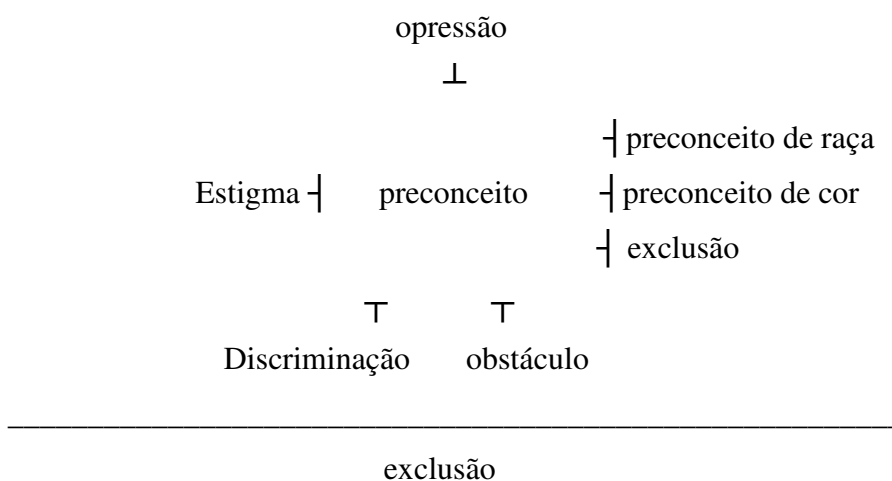 opressão
⊥
┤preconceito de raça
Estigma ┤ preconceito ┤preconceito de cor
┤ exclusão
┬ ┬
Discriminação obstáculo
exclusão